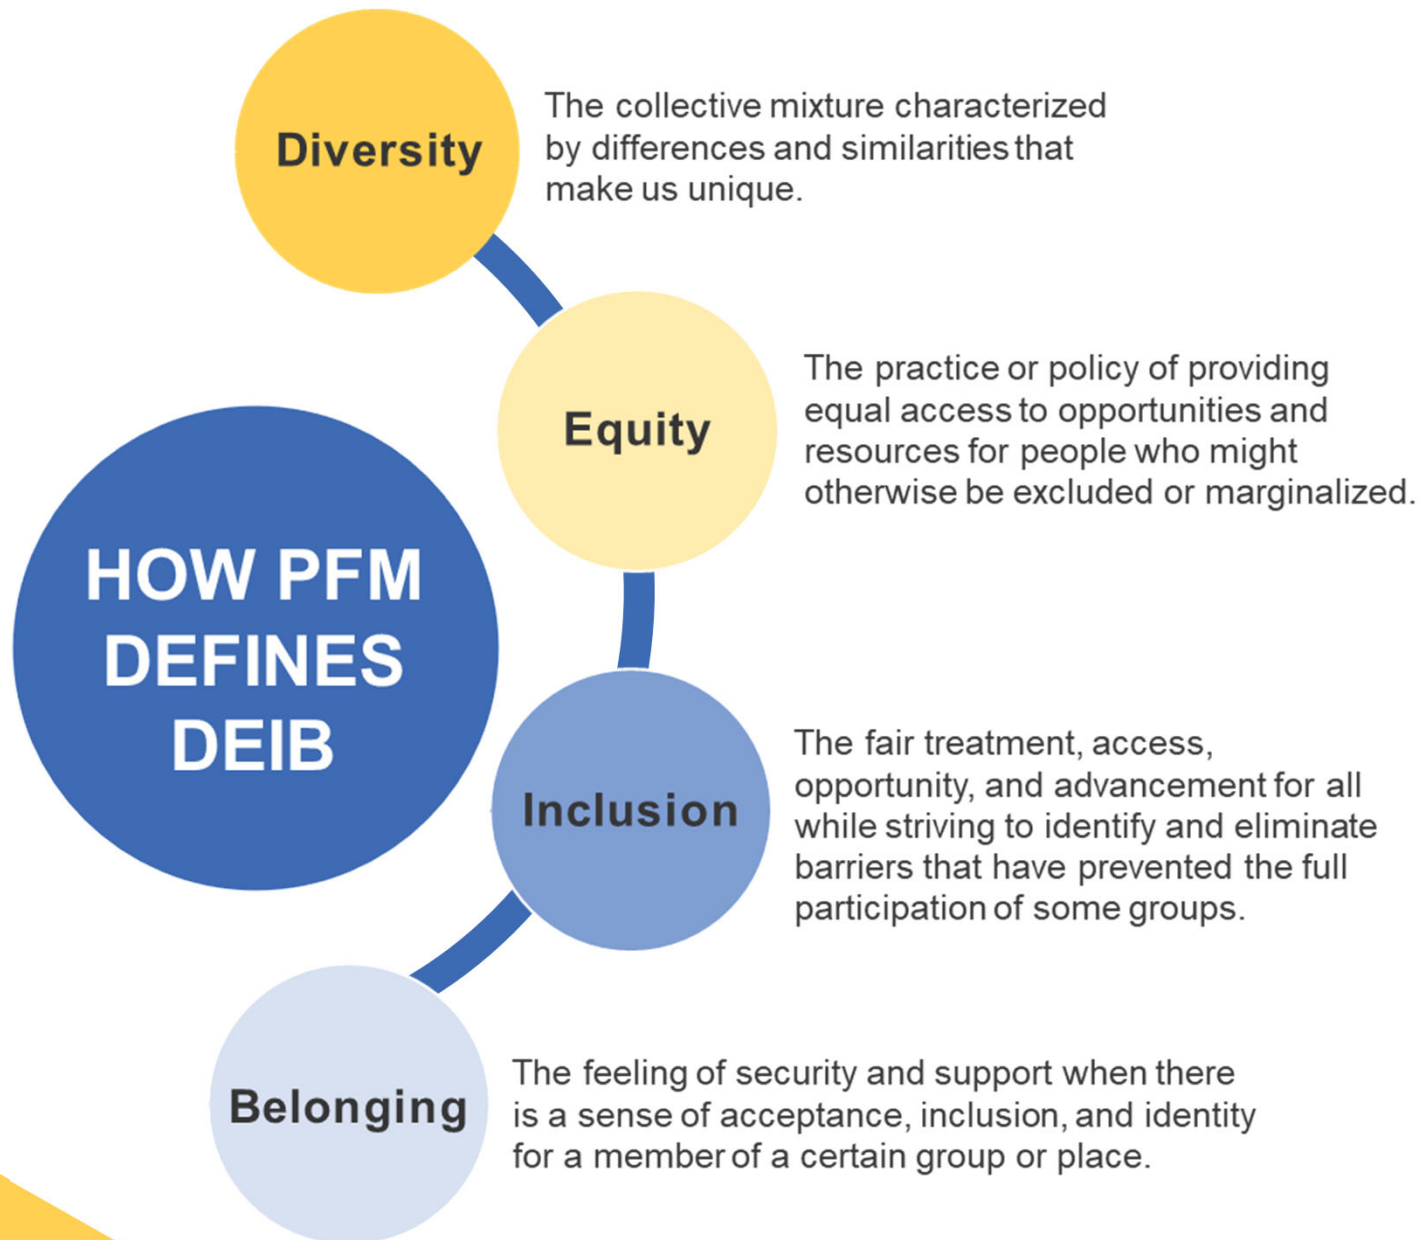 Diversity
The collective mixture characterized
by differences and similarities that
make us unique.
Equity
The practice or policy of providing
equal access to opportunities and
resources for people who might
otherwise be excluded or marginalized.
HOW PFM
DEFINES
DEIB
Inclusion
The fair treatment, access,
opportunity, and advancement for all
while striving to identify and eliminate
barriers that have prevented the full
participation of some groups.
Belonging
The feeling of security and support when there
is a sense of acceptance, inclusion, and identity
for a member of a certain group or place.